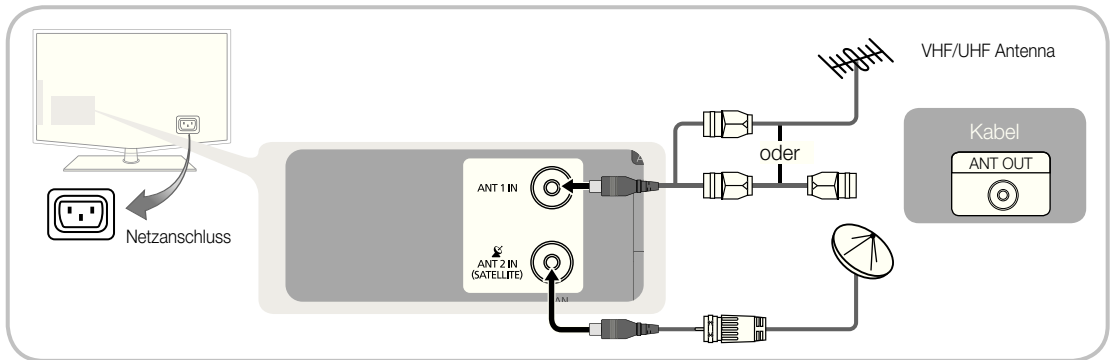 VHF/UHF Antenna
Kabel
ANT OUT
oder
ANT 1 IN
Netzanschluss
ANT 2 IN
(SATELLITE)